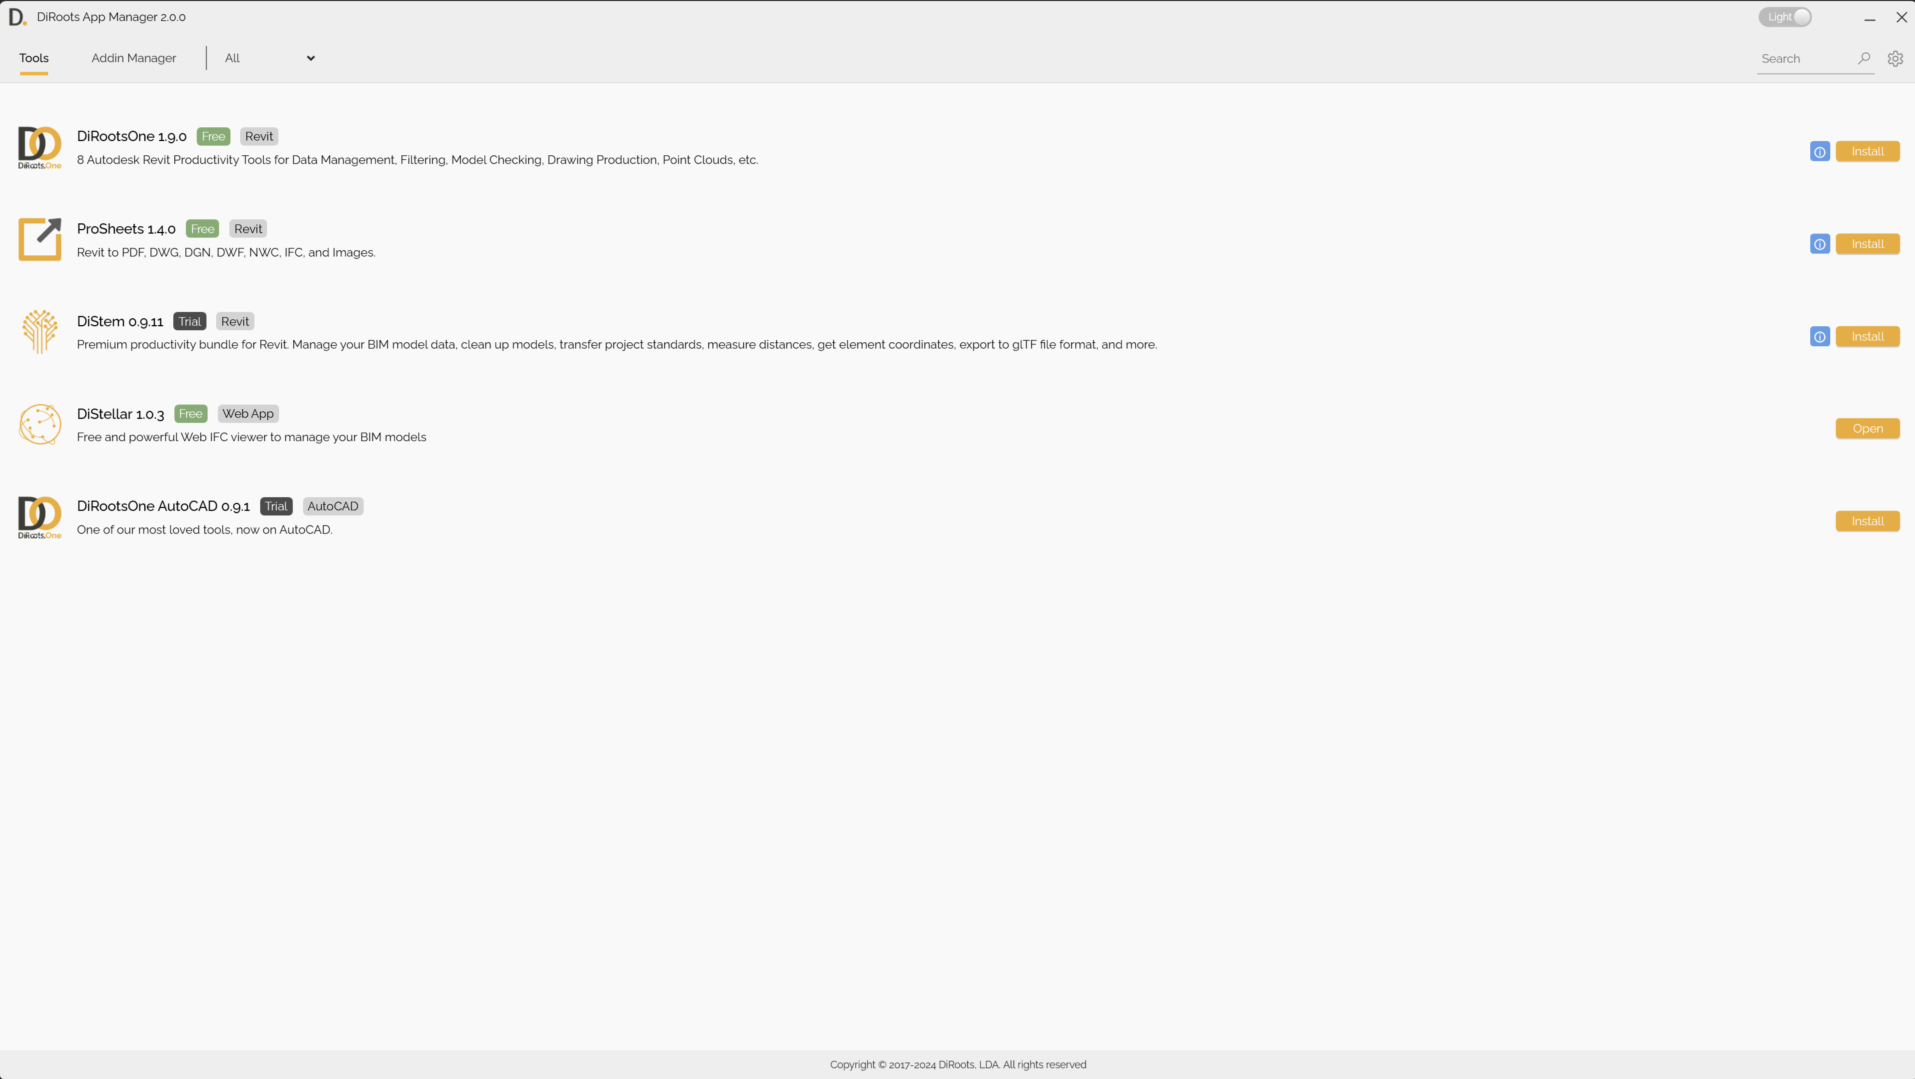 D. DiRoots App Manager 2.0.0
Light
Tools
Addin Manager
All
Search
DiRoots.One
DiRootsOne 1.9.0 Free Revit
8 Autodesk Revit Productivity Tools for Data Management, Filtering, Model Checking, Drawing Production, Point Clouds, etc.
Install
ProSheets 1.4.0 Free Revit
Revit to PDF, DWG, DGN, DWF, NWC, IFC, and Images.
Install
DiStem 0.9.11 Trial Revit
Premium productivity bundle for Revit. Manage your BIM model data, clean up models, transfer project standards, measure distances, get element coordinates, export to glTF file format, and more.
Install
DiStellar 1.0.3 Free Web App
Free and powerful Web IFC viewer to manage your BIM models
Open
DiRoots.One
DiRootsOne AutoCAD 0.9.1 Trial AutoCAD
One of our most loved tools, now on AutoCAD.
Install
Copyright © 2017-2024 DiRoots, LDA. All rights reserved